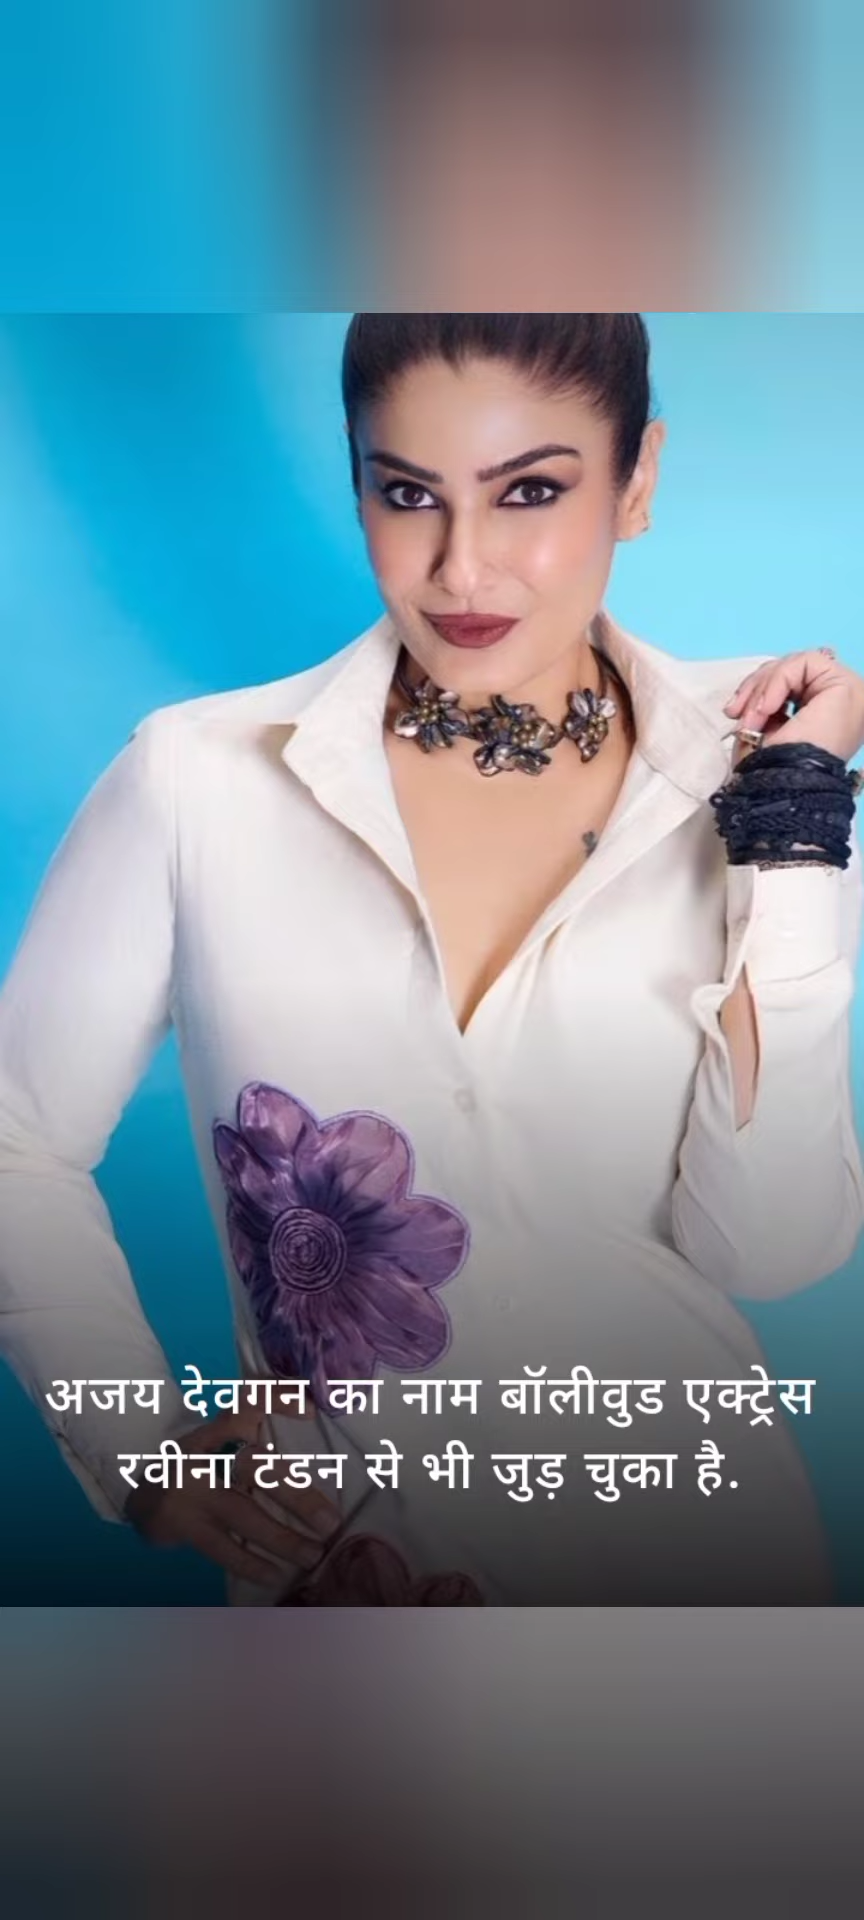 अजय देवगन का नाम बॉलीवुड एक्ट्रेस
रवीना टंडन से भी जुड़ चुका है.